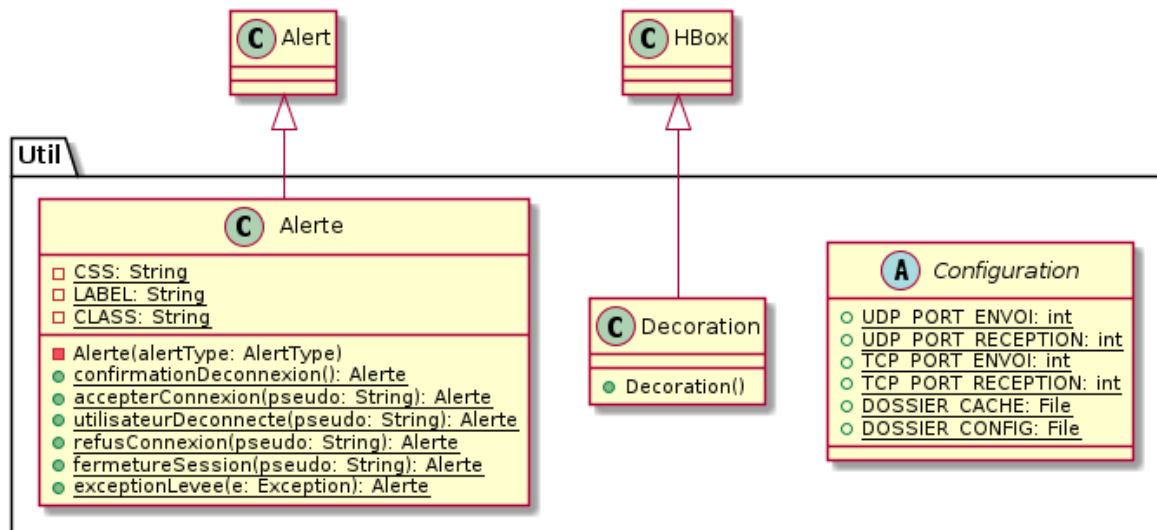 C Alert
C HBox
Util
C Alerte
CSS: String
LABEL: String
CLASS: String
Alerte(alertType: AlertType)
confirmationDeconnexion(): Alerte
accepterConnexion(pseudo: String): Alerte
utilisateurDeconnecte(pseudo: String): Alerte
refusConnexion(pseudo: String): Alerte
fermetureSession(pseudo: String): Alerte
exceptionLevee(e: Exception): Alerte
C Decoration
Decoration()
A Configuration
UDP_PORT_ENVOI: int
UDP_PORT_RECEPTION: int
TCP_PORT_ENVOI: int
TCP_PORT_RECEPTION: int
DOSSIER_CACHE: File
DOSSIER_CONFIG: File